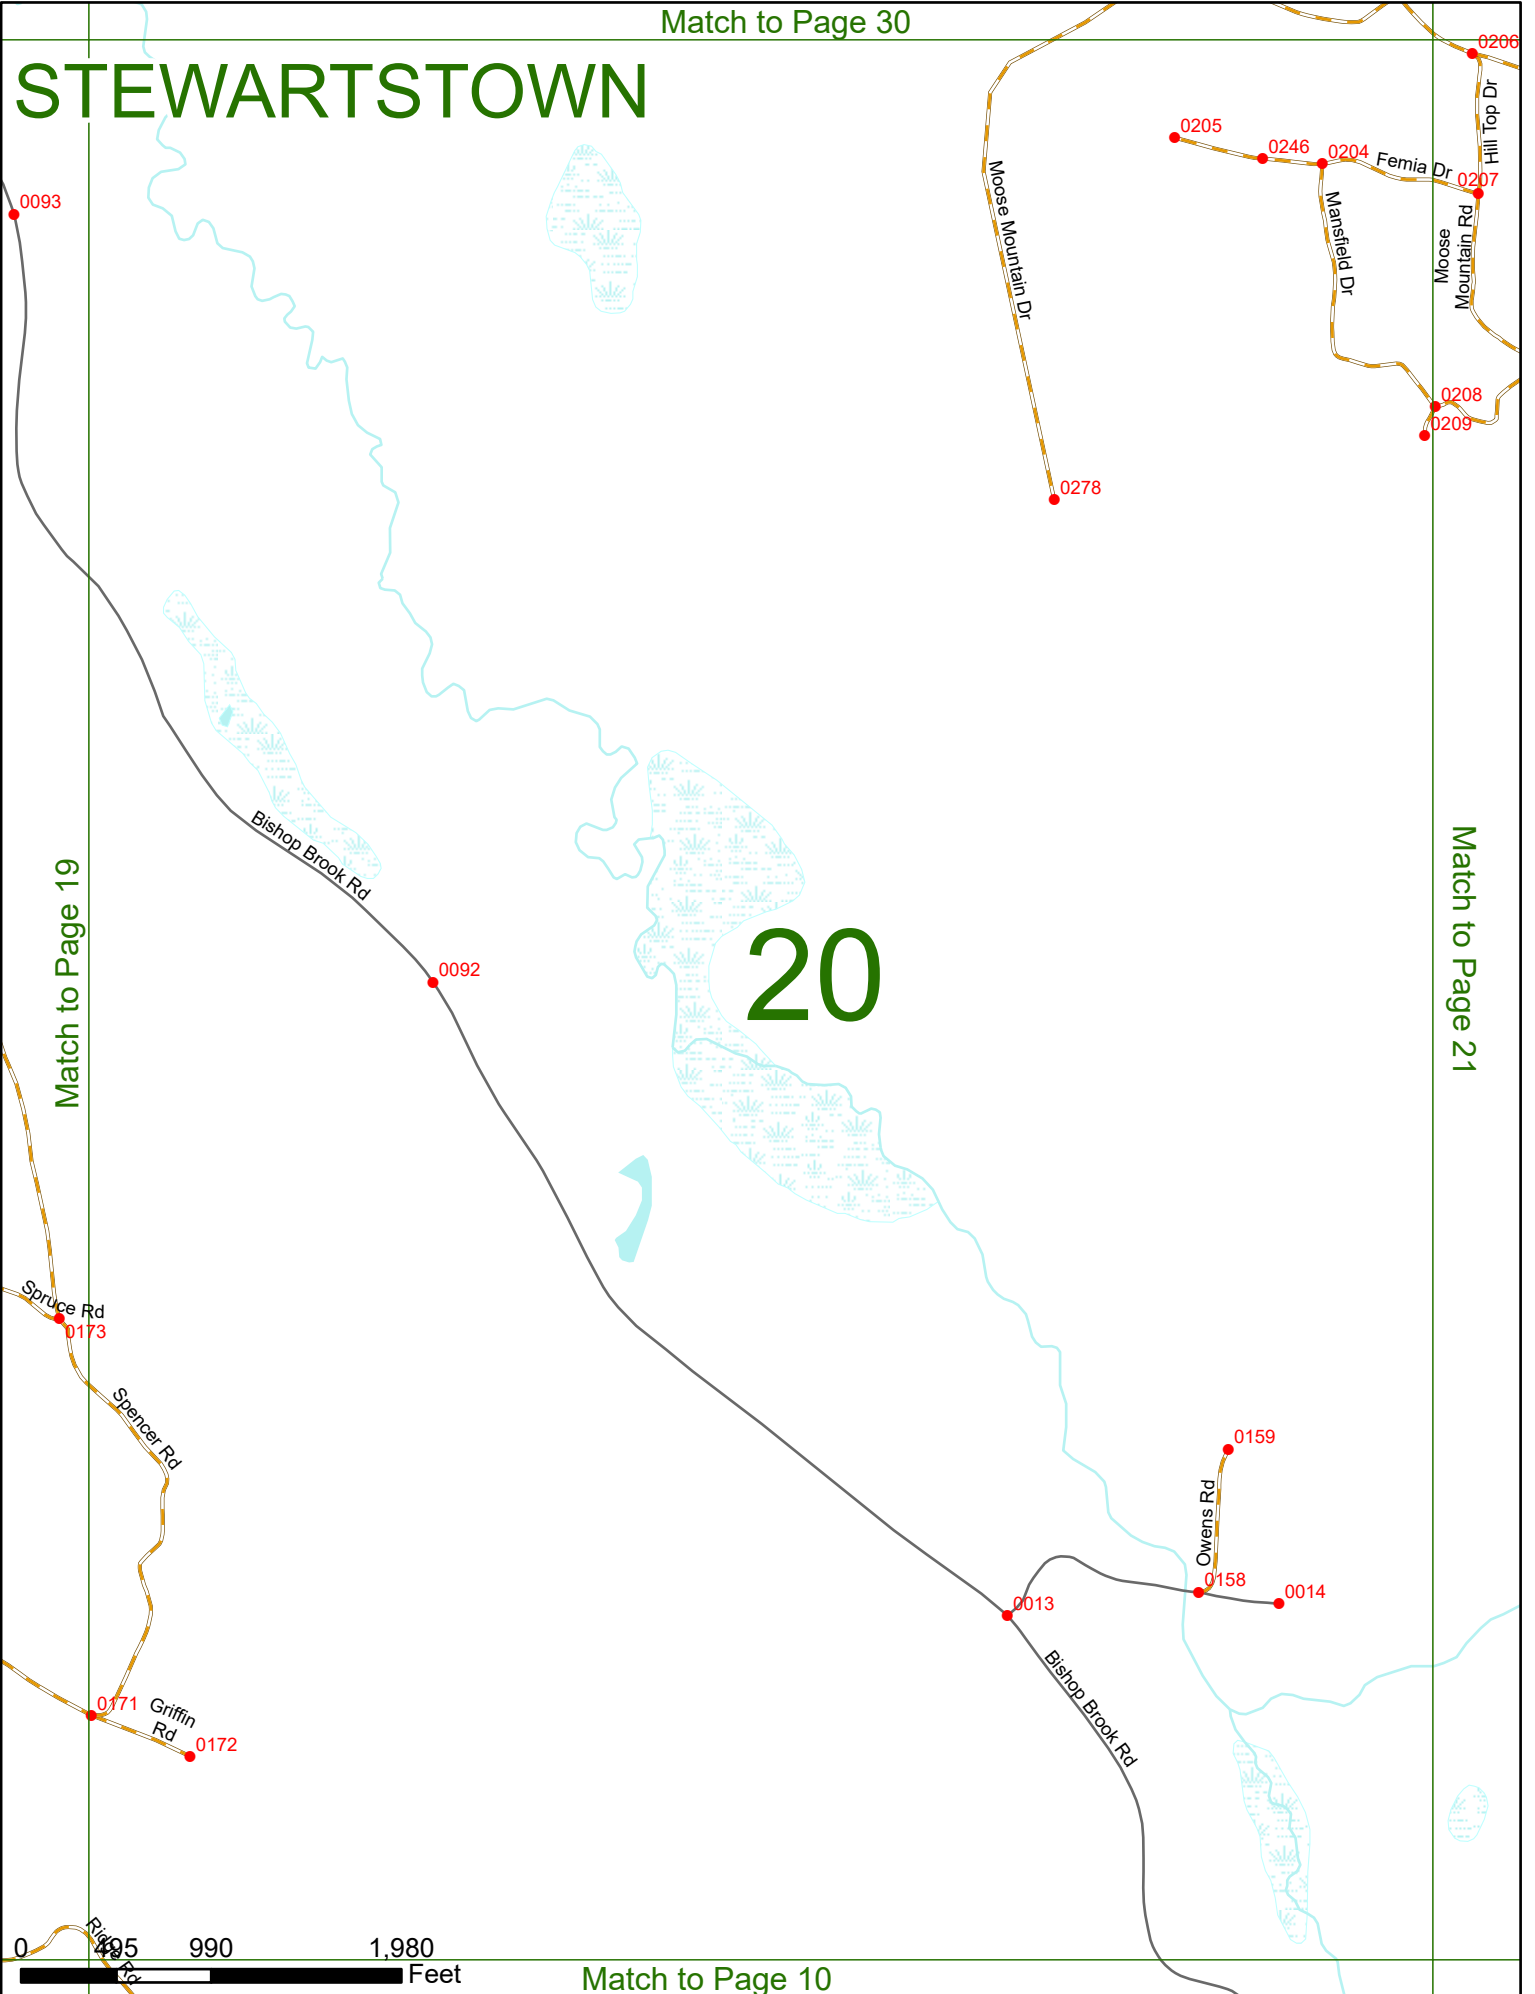 Match to Page 30
STEWARTSTOWN
0206
Hill Top Dr
0205
0246
0204
Femia Dr
0207
0093
Moose Mountain Dr
Mansfield Dr
Moose
Mountain Rd
0208
0209
0278
Bishop Brook Rd
Match to Page 19
Match to Page 21
20
0092
Spruce Rd
0173
Spencer Rd
0159
Owens Rd
0158
0014
0013
Bishop Brook Rd
0171
Griffin
Rd
0172
Ridge Rd
0 495 990 1,980
Feet
Match to Page 10